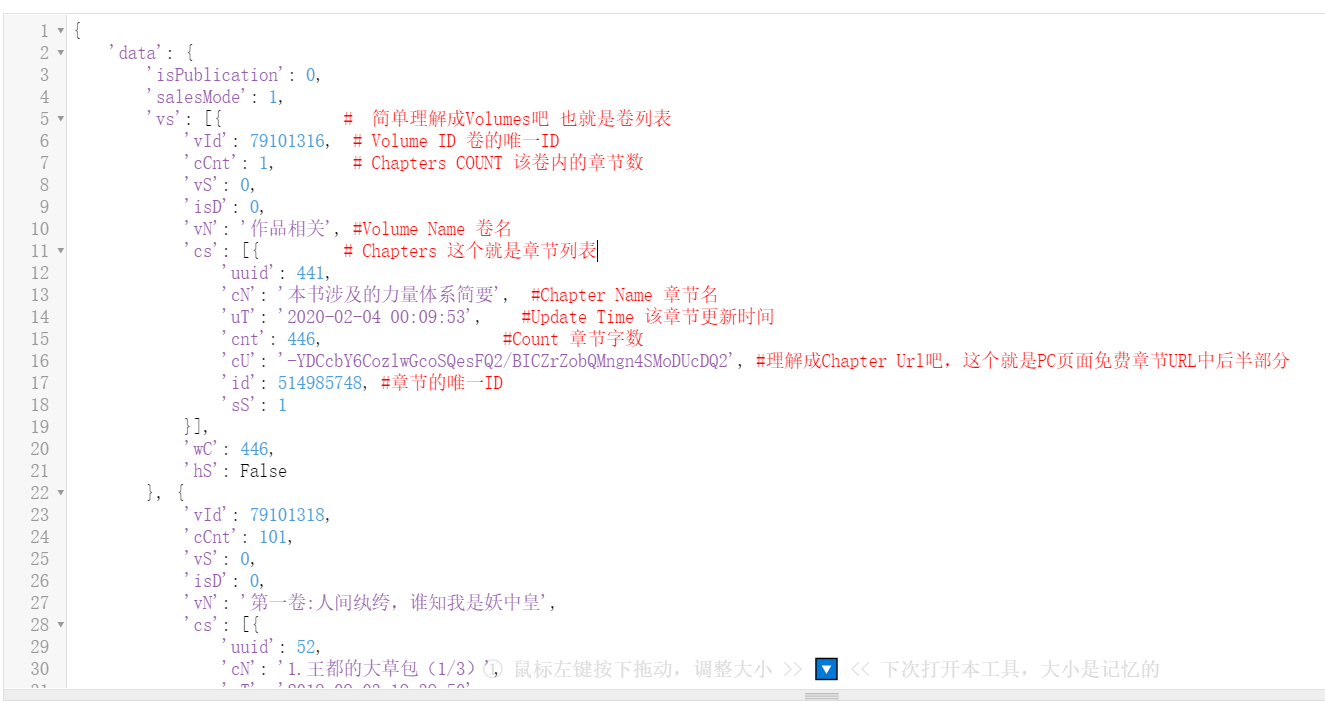 1 {
2 'data': {
3 'isPublication': 0,
4 'salesMode': 1,
5 'vs': [{ # 简单理解成Volumes吧 也就是卷列表
6 'vId': 79101316, # Volume ID 卷的唯一ID
7 'cCnt': 1, # Chapters COUNT 该卷内的章节数
8 'vS': 0,
9 'isD': 0,
10 'vN': '作品相关', #Volume Name 卷名
11 'cs': [{ # Chapters 这个就是章节列表
12 'uuid': 441,
13 'cN': '本书涉及的力量体系简要', #Chapter Name 章节名
14 'uT': '2020-02-04 00:09:53', #Update Time 该章节更新时间
15 'cnt': 446, #Count 章节字数
16 'cU': '-YDCcbY6CozlwGcoSQesFQ2/BICZrZobQMngn4SMoDUcDQ2', #理解成Chapter Url吧，这个就是PC页面免费章节URL中后半部分
17 'id': 514985748, #章节的唯一ID
18 'sS': 1
19 }],
20 'wC': 446,
21 'hS': False
22 }, {
23 'vId': 79101318,
24 'cCnt': 101,
25 'vS': 0,
26 'isD': 0,
27 'vN': '第一卷:人间纨绔，谁知我是妖中皇',
28 'cs': [{
29 'uuid': 52,
30 'cN': '1.王都的大草包（1/3）', ① 鼠标左键按下拖动，调整大小 >> << 下次打开本工具，大小是记忆的